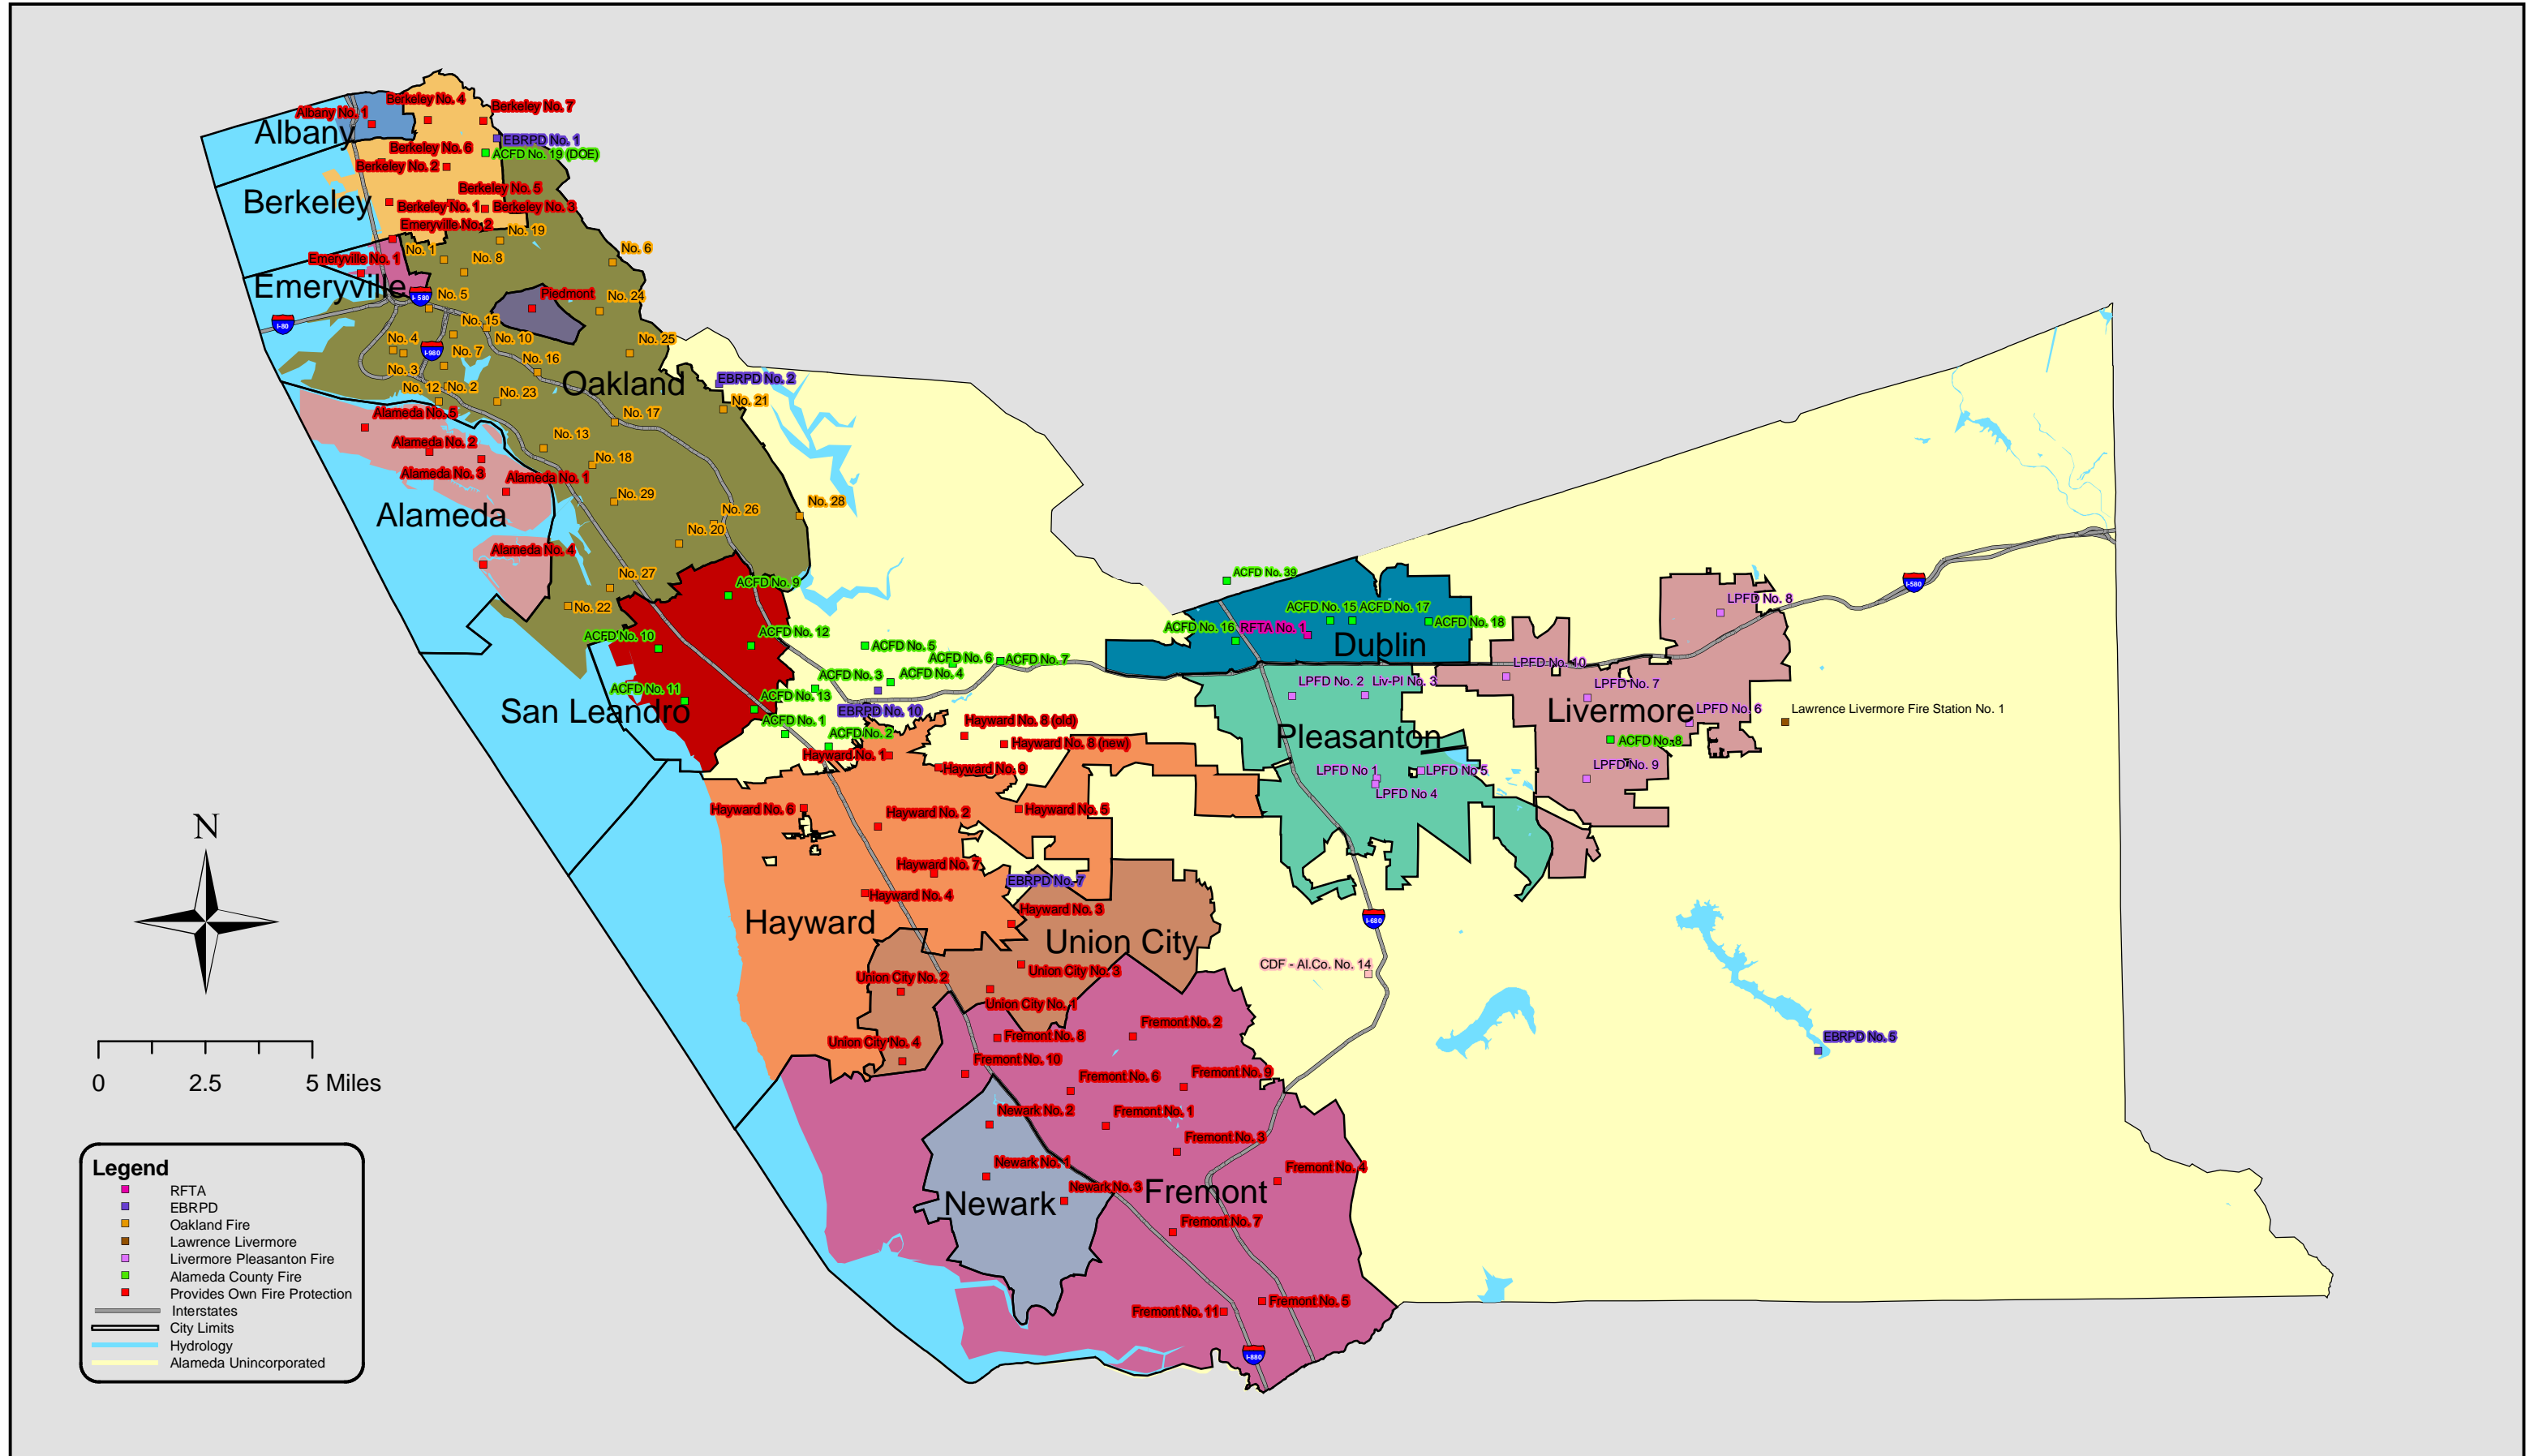 Berkeley No. 4
Berkeley No. 7
Albany No. 1
Albany
EBRPD No. 1
ACFD No. 19 (DOE)
Berkeley No. 6
Berkeley No. 2
Berkeley No. 5
Berkeley
Berkeley No. 1
Berkeley No. 3
Emeryville No. 2
No. 19
No. 1
No. 8
No. 6
Emeryville No. 1
Emeryville
I-580
No. 5
Piedmont
No. 24
I-80
No. 15
No. 4
No. 10
No. 25
I-980
No. 7
No. 16
No. 3
Oakland
EBRPD No. 2
No. 12
No. 2
No. 23
No. 21
Alameda No. 5
No. 17
Alameda No. 2
No. 13
No. 18
Alameda No. 3
Alameda No. 1
No. 29
No. 28
Alameda
No. 26
No. 20
Alameda No. 4
No. 27
ACFD No. 9
ACFD No. 39
I-580
No. 22
ACFD No. 15
ACFD No. 17
LPFD No. 8
ACFD No. 10
ACFD No. 12
ACFD No. 16
RFTA No. 1
ACFD No. 18
ACFD No. 5
Dublin
ACFD No. 6
ACFD No. 7
LPFD No. 10
ACFD No. 3
ACFD No. 4
LPFD No. 2
Liv-Pl No. 3
LPFD No. 7
ACFD No. 11
ACFD No. 13
San Leandro
EBRPD No. 10
Livermore
LPFD No. 6
Lawrence Livermore Fire Station No. 1
ACFD No. 1
Hayward No. 8 (old)
ACFD No. 2
Pleasanton
ACFD No. 8
Hayward No. 8 (new)
Hayward No. 1
Hayward No. 9
LPFD No 1
LPFD No 5
LPFD No. 9
LPFD No 4
Hayward No. 6
Hayward No. 2
Hayward No. 5
N
Hayward No. 7
EBRPD No. 7
Hayward No. 4
Hayward No. 3
Hayward
I-680
Union City
CDF - Al.Co. No. 14
Union City No. 2
Union City No. 3
Union City No. 1
Fremont No. 2
Fremont No. 8
EBRPD No. 5
Union City No. 4
Fremont No. 10
Fremont No. 6
Fremont No. 9
0 2.5 5 Miles
Newark No. 2
Fremont No. 1
Fremont No. 3
Newark No. 1
Fremont No. 4
Newark No. 3
Fremont
Newark
Fremont No. 7
Fremont No. 11
Fremont No. 5
I-880
Legend
RFTA
EBRPD
Oakland Fire
Lawrence Livermore
Livermore Pleasanton Fire
Alameda County Fire
Provides Own Fire Protection
Interstates
City Limits
Hydrology
Alameda Unincorporated